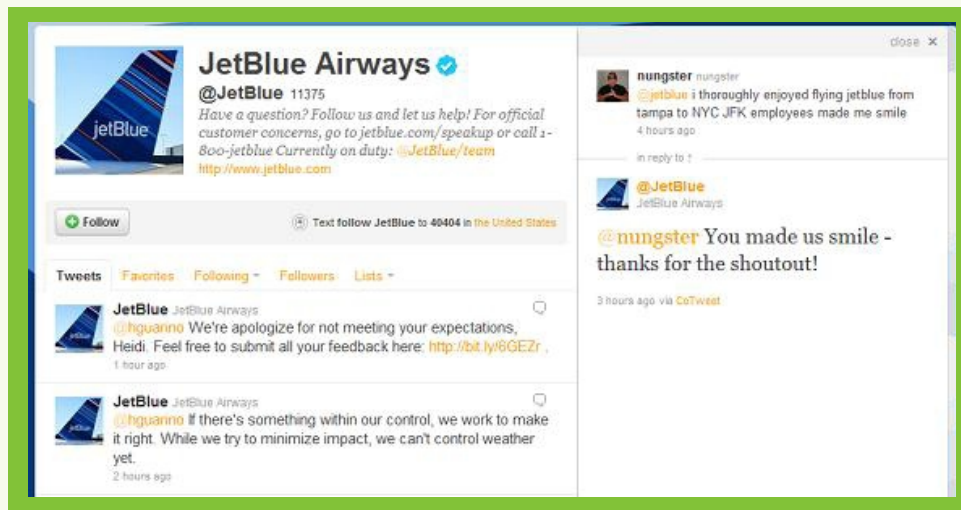 JetBlue Airways
@JetBlue 11375
Have a question? Follow us and let us help! For official
customer concerns, go to jetblue.com/speakup or call 1-
800-jetblue Currently on duty: @JetBlue/team
http://www.jetblue.com
jetBlue
Follow
Text follow JetBlue to 40404 in the United States
Tweets Favorites Following Followers Lists
JetBlue JetBlue Airways
@hguanno We're apologize for not meeting your expectations,
Heidi. Feel free to submit all your feedback here: http://bit.ly/6GEZr .
1 hour ago
JetBlue JetBlue Airways
@hguanno If there's something within our control, we work to make
it right. While we try to minimize impact, we can't control weather
yet.
2 hours ago
close ×
nungster nungster
@jetblue i thoroughly enjoyed flying jetblue from
tampa to NYC JFK employees made me smile
4 hours ago
in reply to ↑
@JetBlue
JetBlue Airways
@nungster You made us smile -
thanks for the shoutout!
3 hours ago via CoTweet